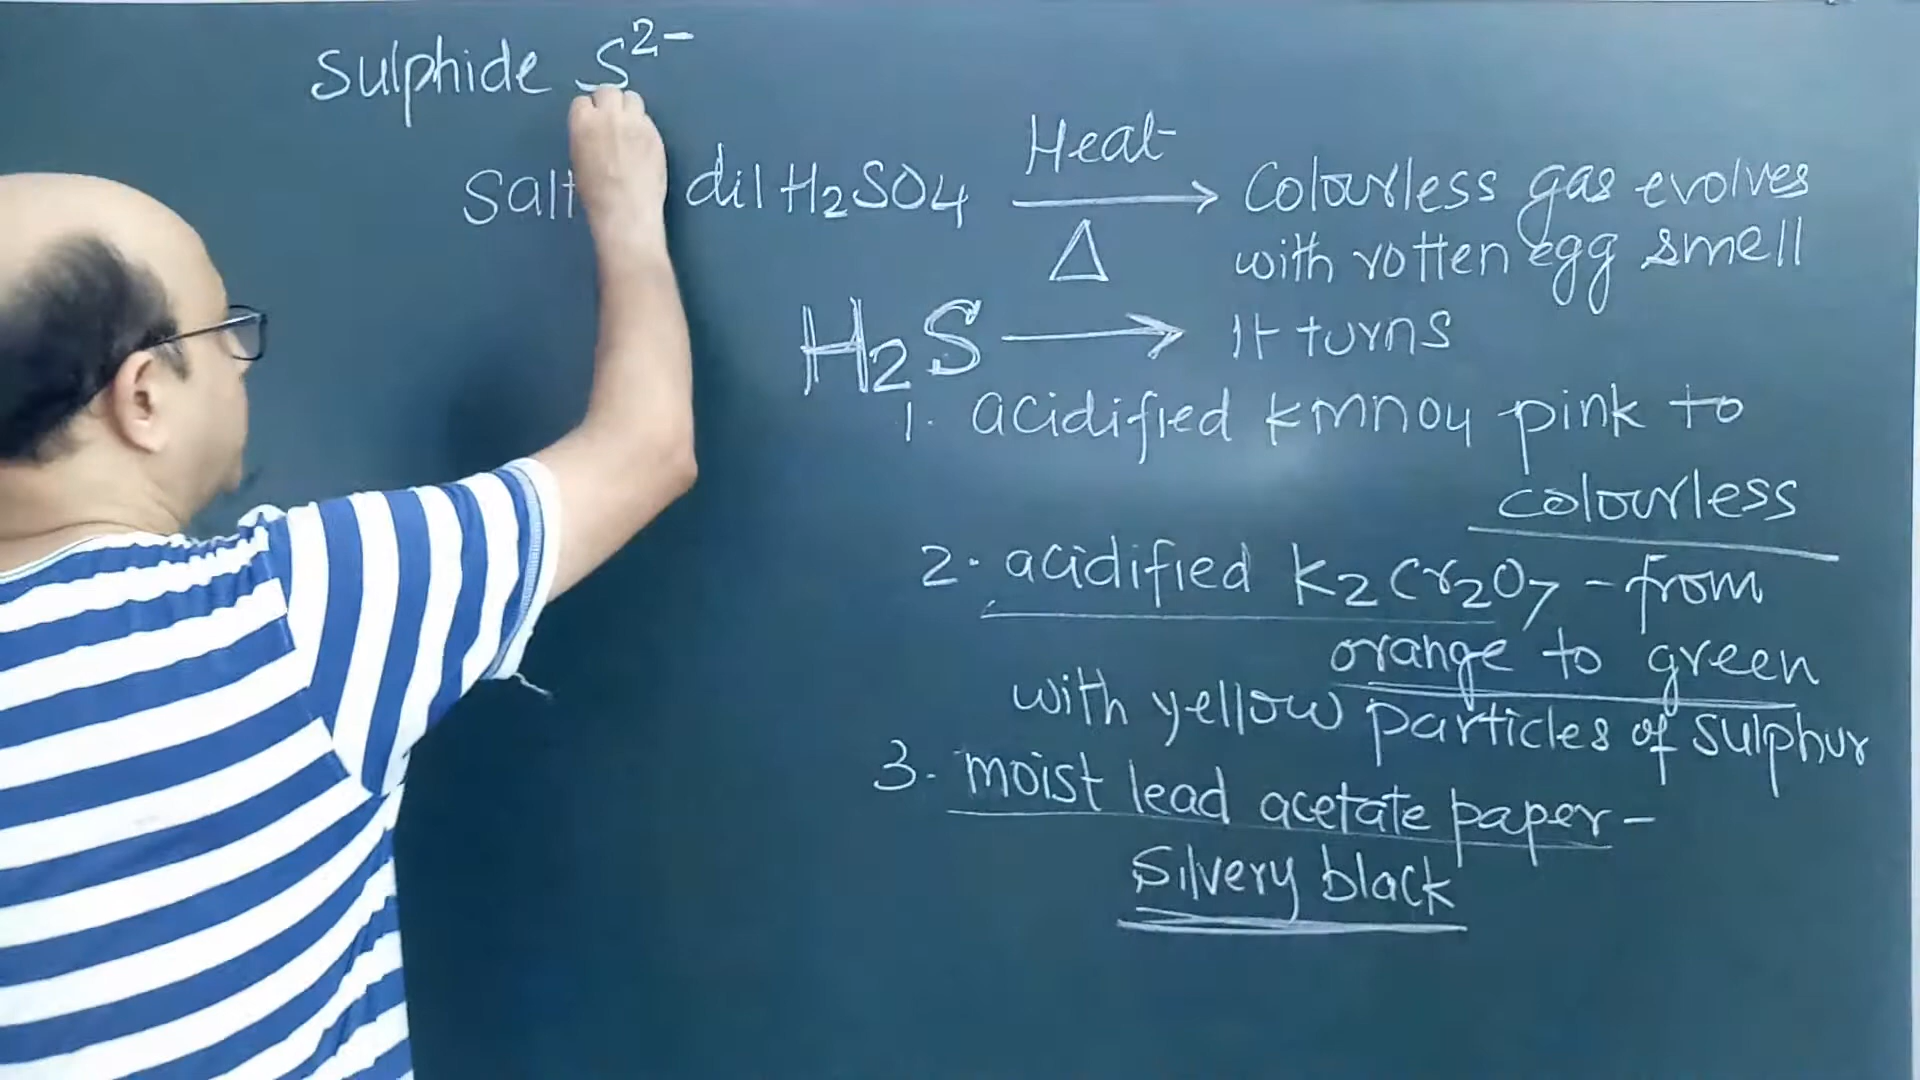 Sulphide S²⁻
Salt dil H₂SO₄ Heat Δ → Colourless gas evolves
with rotten egg smell
H₂S → It turns
1. acidified KMnO4 pink to
colourless
2. acidified K₂Cr₂O₇ - from
orange to green
with yellow particles of sulphur
3. moist lead acetate paper -
Silvery black